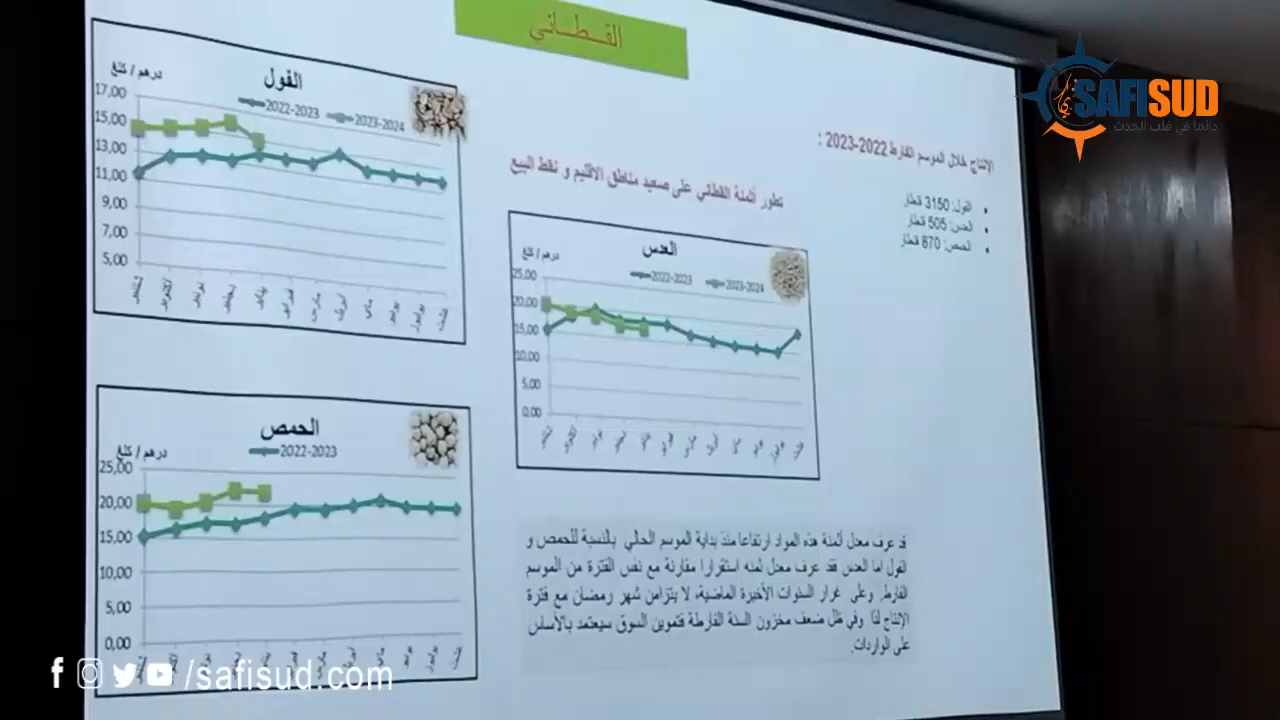 القـــطـــاني
SAFISUD
دائما في قلب الحدث
الفول
درهم / كلغ
2022-2023
2023-2024
17,00
15,00
13,00
11,00
9,00
7,00
5,00
الإنتاج خلال الموسم الفارط 2022-2023 :
• الفول: 3150 قنطار
• العدس: 505 قنطار
• الحمص: 870 قنطار
تطور أثمنة القطاني على صعيد مناطق الاقليم و نقط البيع
العدس
درهم / كلغ
2022-2023
2023-2024
25,00
20,00
15,00
10,00
5,00
0,00
الحمص
درهم / كلغ
2022-2023
25,00
20,00
15,00
10,00
5,00
0,00
قد عرف معدل أثمنة هذه المواد ارتفاعا منذ بداية الموسم الحالي بالنسبة للحمص و
الفول اما العدس فقد عرف معدل ثمنه استقرارا مقارنة مع نفس الفترة من الموسم
الفارط. وعلى غرار السنوات الأخيرة الماضية، لا يتزامن شهر رمضان مع فترة
الإنتاج لذا وفي ظل ضعف مخزون السنة الفارطة فتموين السوق سيعتمد بالأساس
على الواردات.
/safisud.com